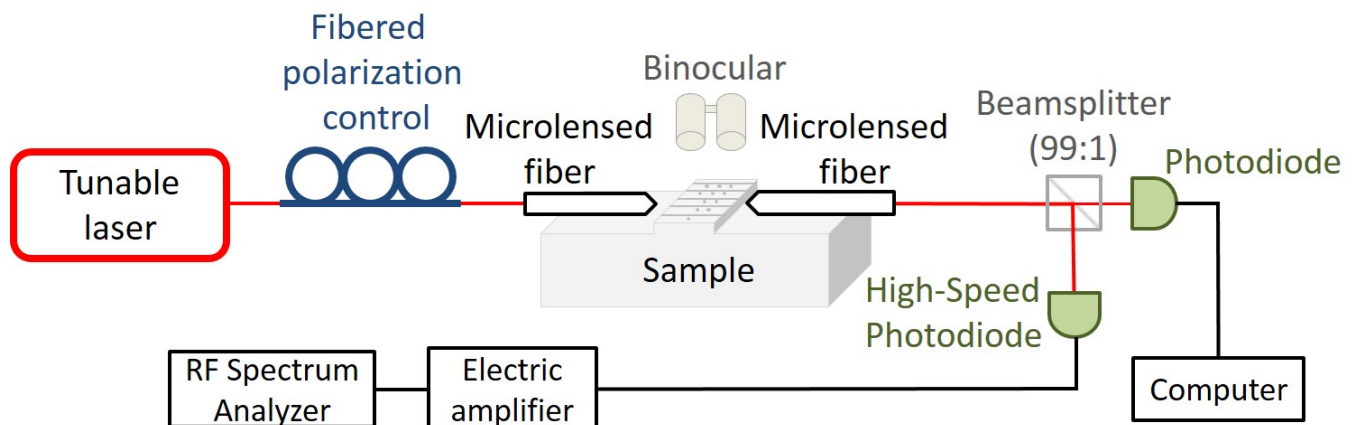 Fibered
polarization
control
Binocular
Microlensed
fiber
Microlensed
fiber
Beamsplitter
(99:1)
Photodiode
Tunable
laser
Sample
High-Speed
Photodiode
RF Spectrum
Analyzer
Electric
amplifier
Computer